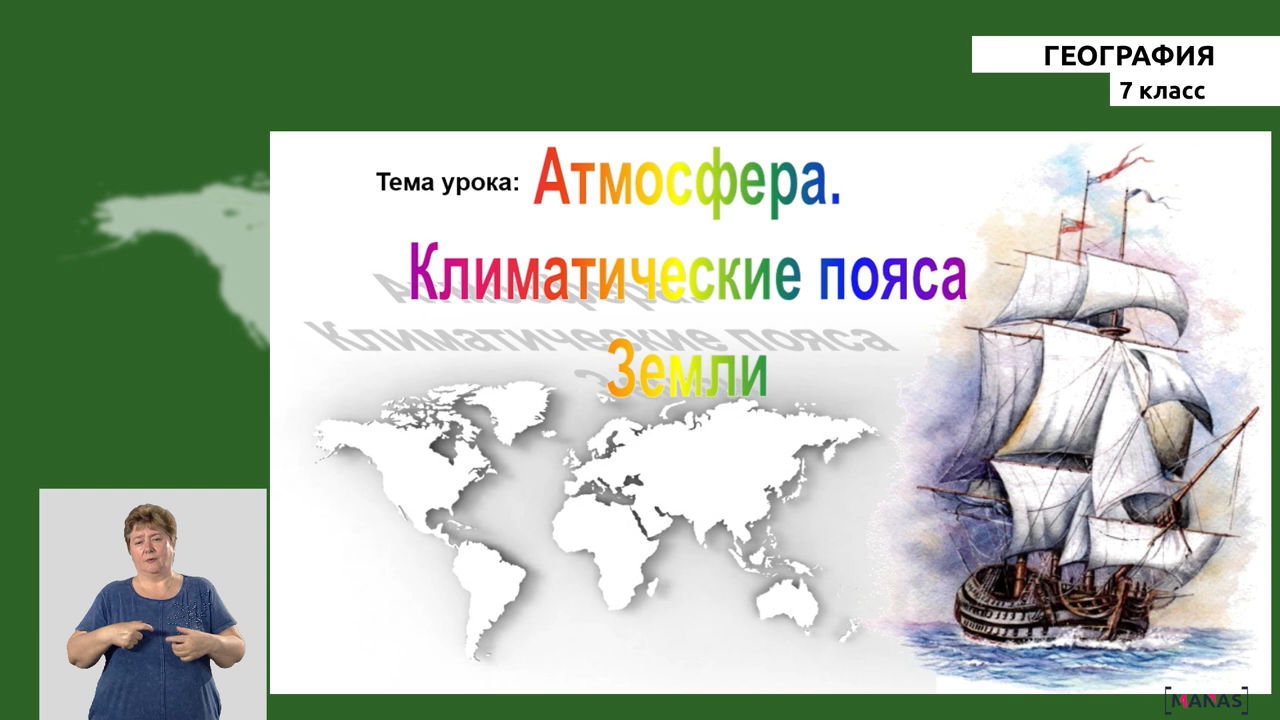 ГЕОГРАФИЯ
7 класс
Тема урока: Атмосфера.
Климатические пояса
Земли
[MANAS]